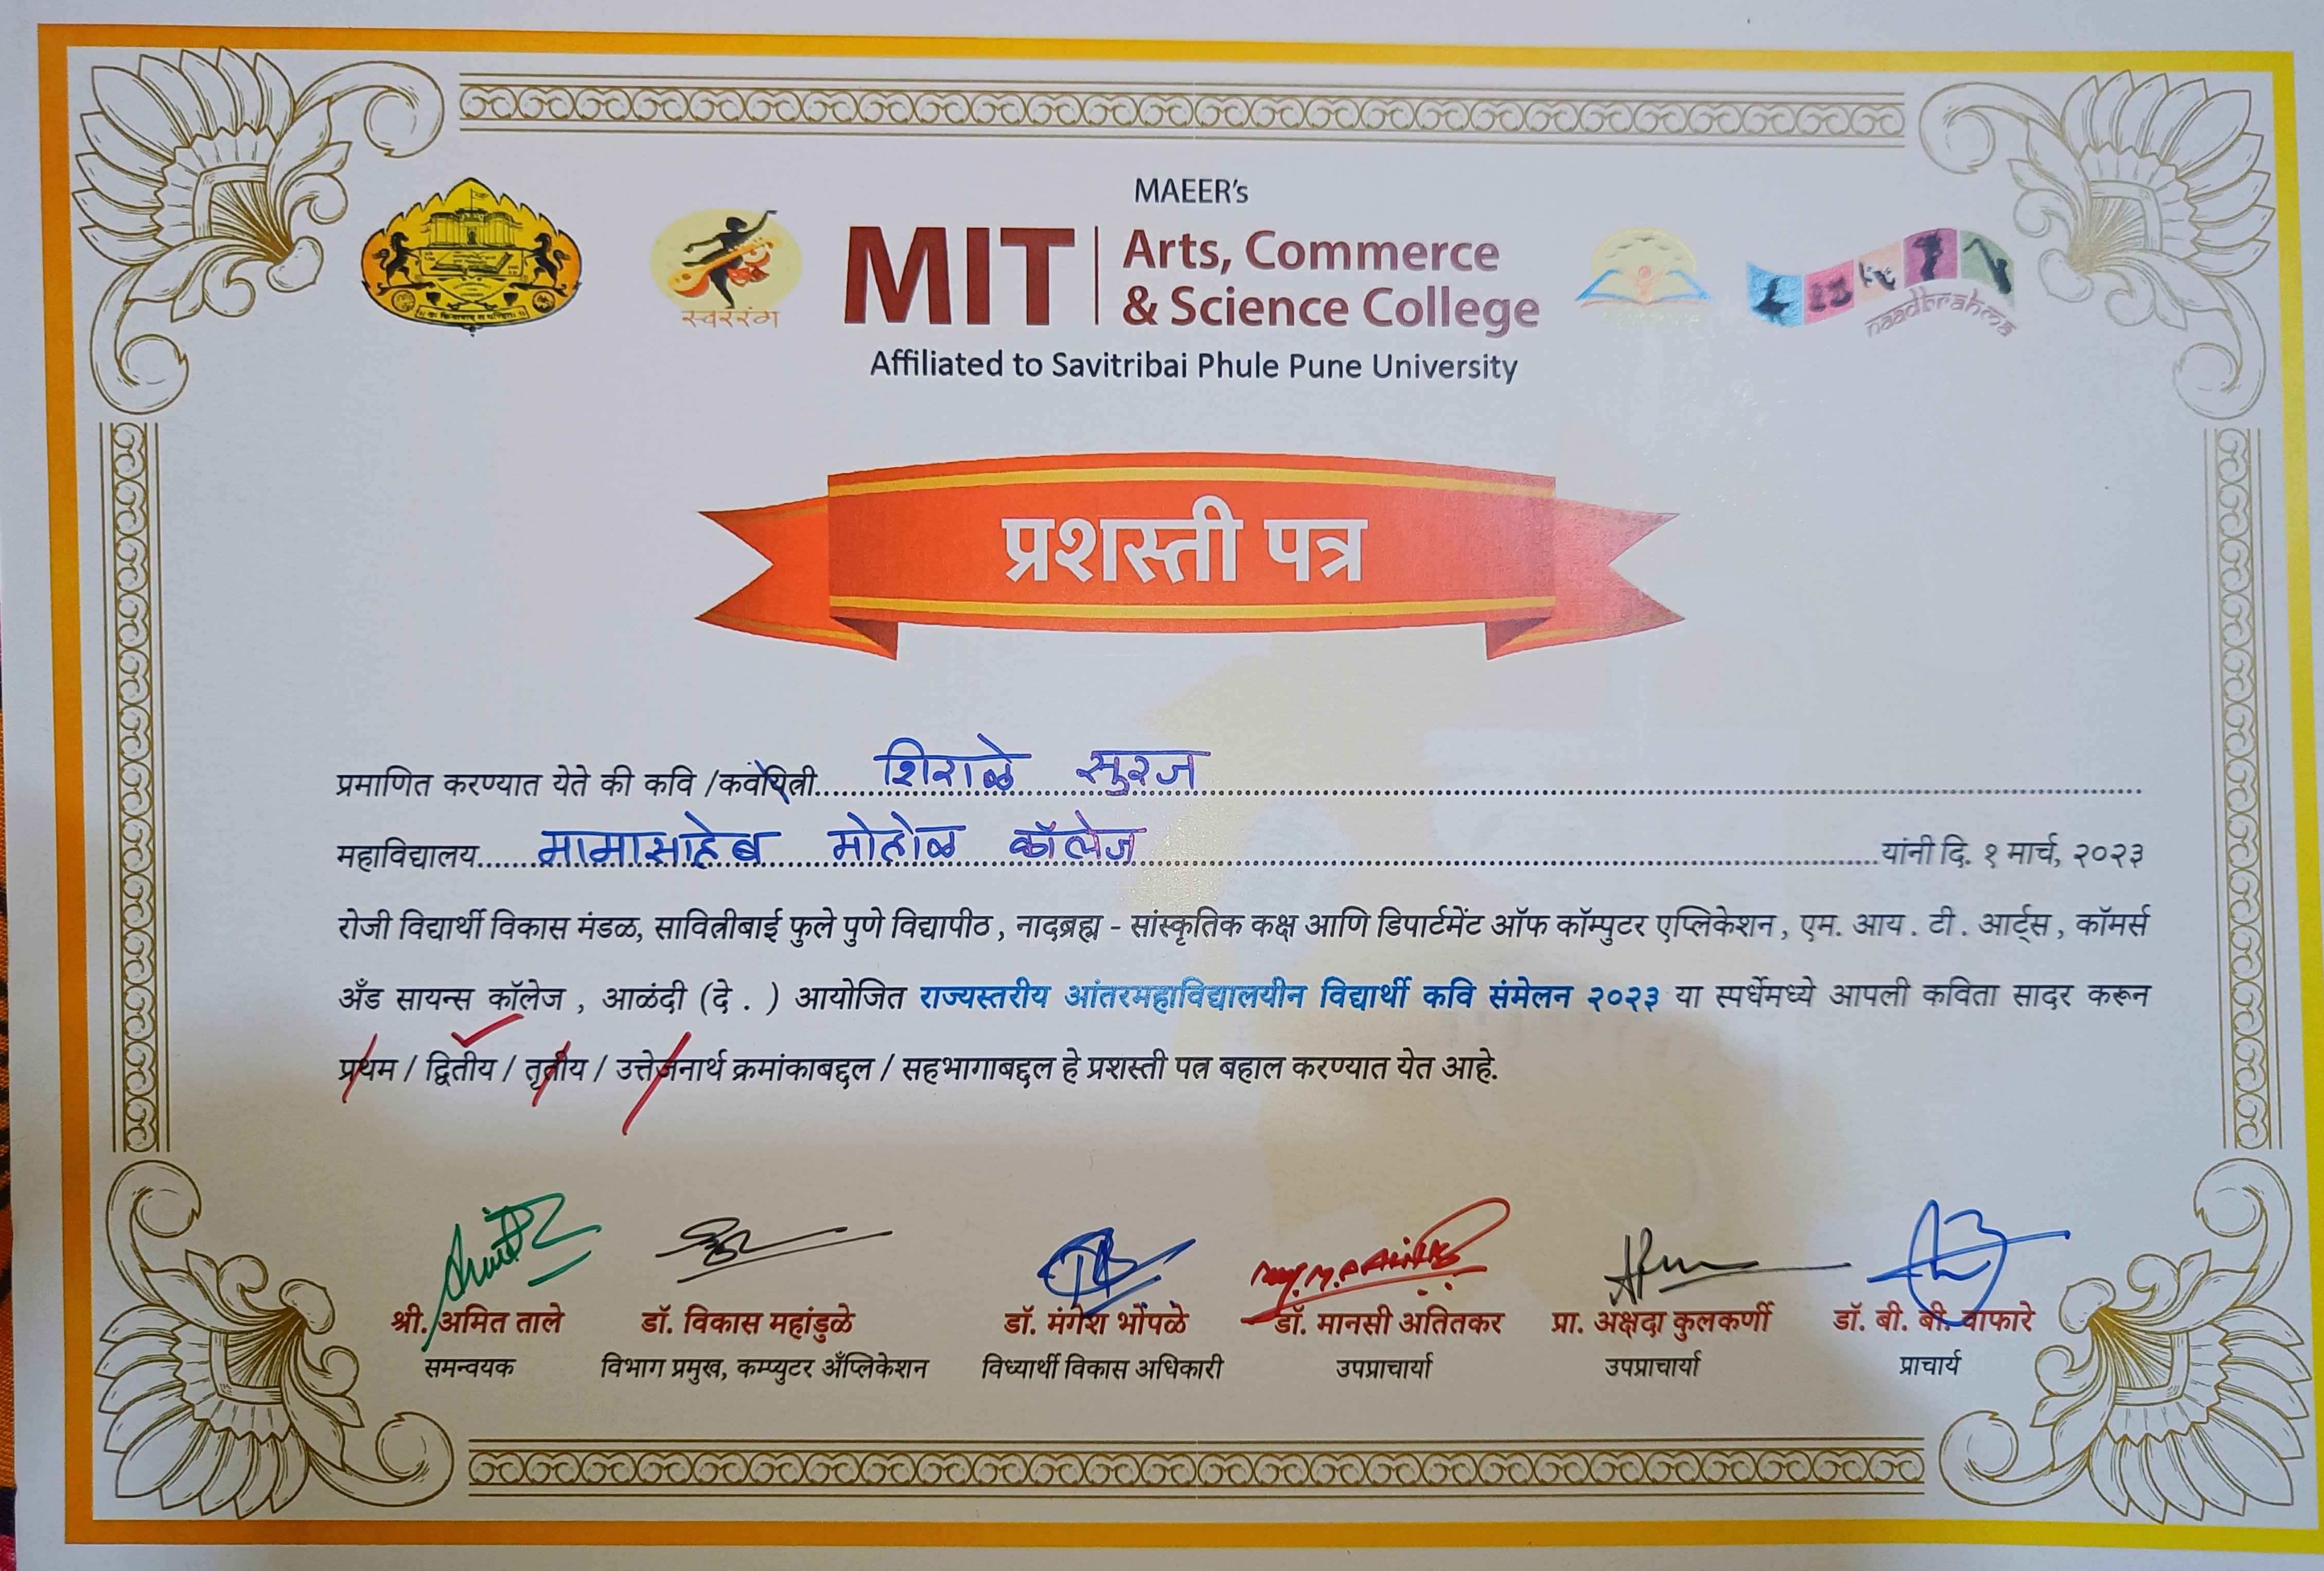 MAEER's
MIT Arts, Commerce
& Science College
Affiliated to Savitribai Phule Pune University
स्वररंग
naadbrahma
प्रशस्ती पत्र
प्रमाणित करण्यात येते की कवि /कवयित्री शिराळे सुरज
महाविद्यालय मामासाहेब मोहोळ कॉलेज यांनी दि. १ मार्च, २०२३
रोजी विद्यार्थी विकास मंडळ, सावित्रीबाई फुले पुणे विद्यापीठ , नादब्रह्म - सांस्कृतिक कक्ष आणि डिपार्टमेंट ऑफ कॉम्पुटर एप्लिकेशन , एम. आय . टी . आर्ट्स , कॉमर्स
अँड सायन्स कॉलेज , आळंदी (दे . ) आयोजित राज्यस्तरीय आंतरमहाविद्यालयीन विद्यार्थी कवि संमेलन २०२३ या स्पर्धेमध्ये आपली कविता सादर करून
प्रथम / द्वितीय / तृतीय / उत्तेजनार्थ क्रमांकाबद्दल / सहभागाबद्दल हे प्रशस्ती पत्र बहाल करण्यात येत आहे.
श्री. अमित ताले डॉ. विकास महांडुळे डॉ. मंगेश भोंपळे डॉ. मानसी अतितकर प्रा. अक्षदा कुलकर्णी डॉ. बी. बी. वाफारे
समन्वयक विभाग प्रमुख, कम्प्युटर अँप्लिकेशन विध्यार्थी विकास अधिकारी उपप्राचार्या उपप्राचार्या प्राचार्य